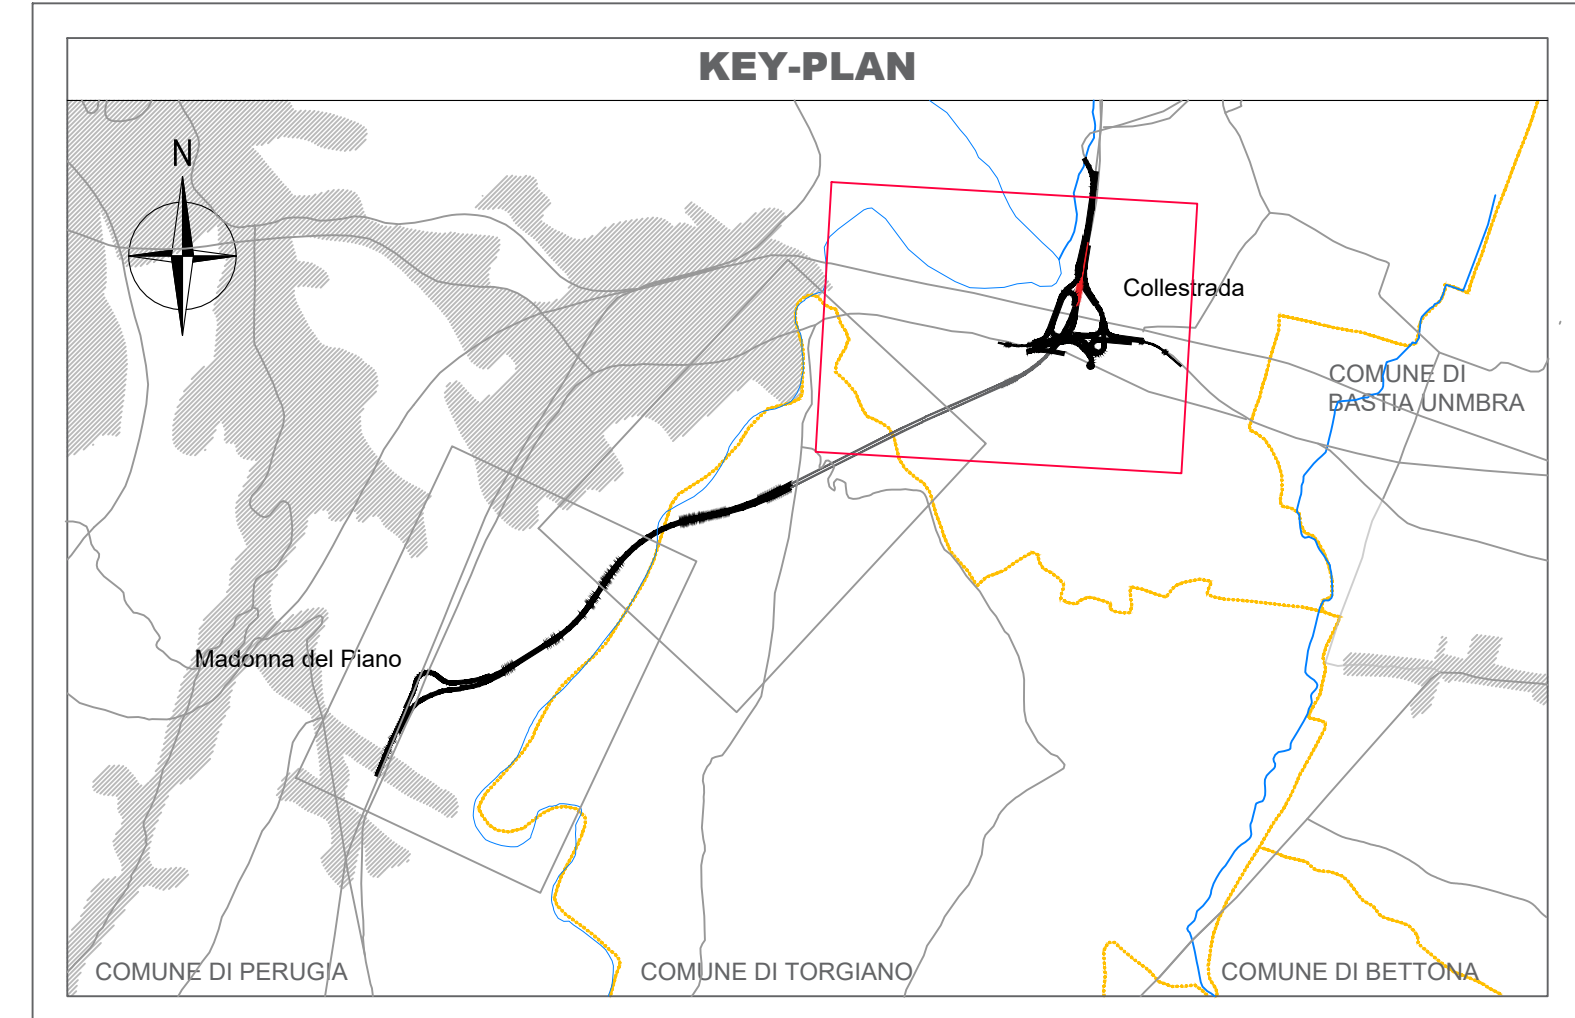 KEY-PLAN
N
Collestrada
COMUNE DI
BASTIA UNMBRA
Madonna del Piano
COMUNE DI PERUGIA
COMUNE DI TORGIANO
COMUNE DI BETTONA